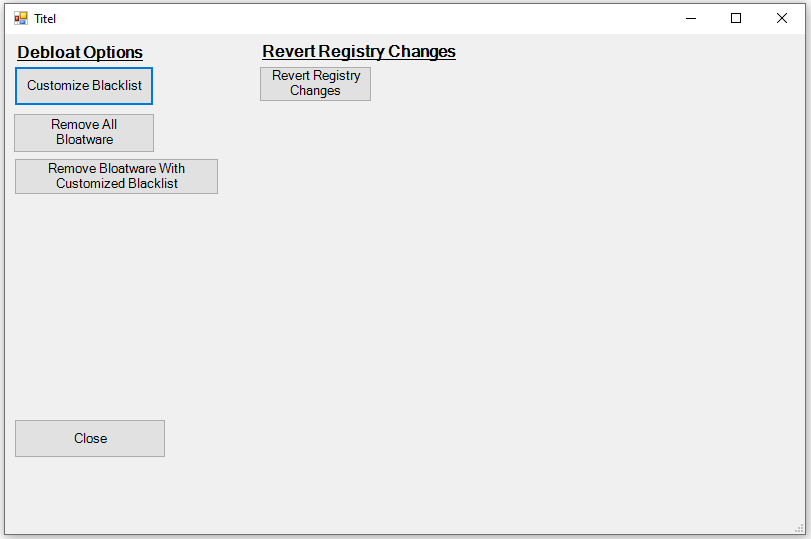 Titel
Debloat Options
Customize Blacklist
Remove All
Bloatware
Remove Bloatware With
Customized Blacklist
Revert Registry Changes
Revert Registry
Changes
Close